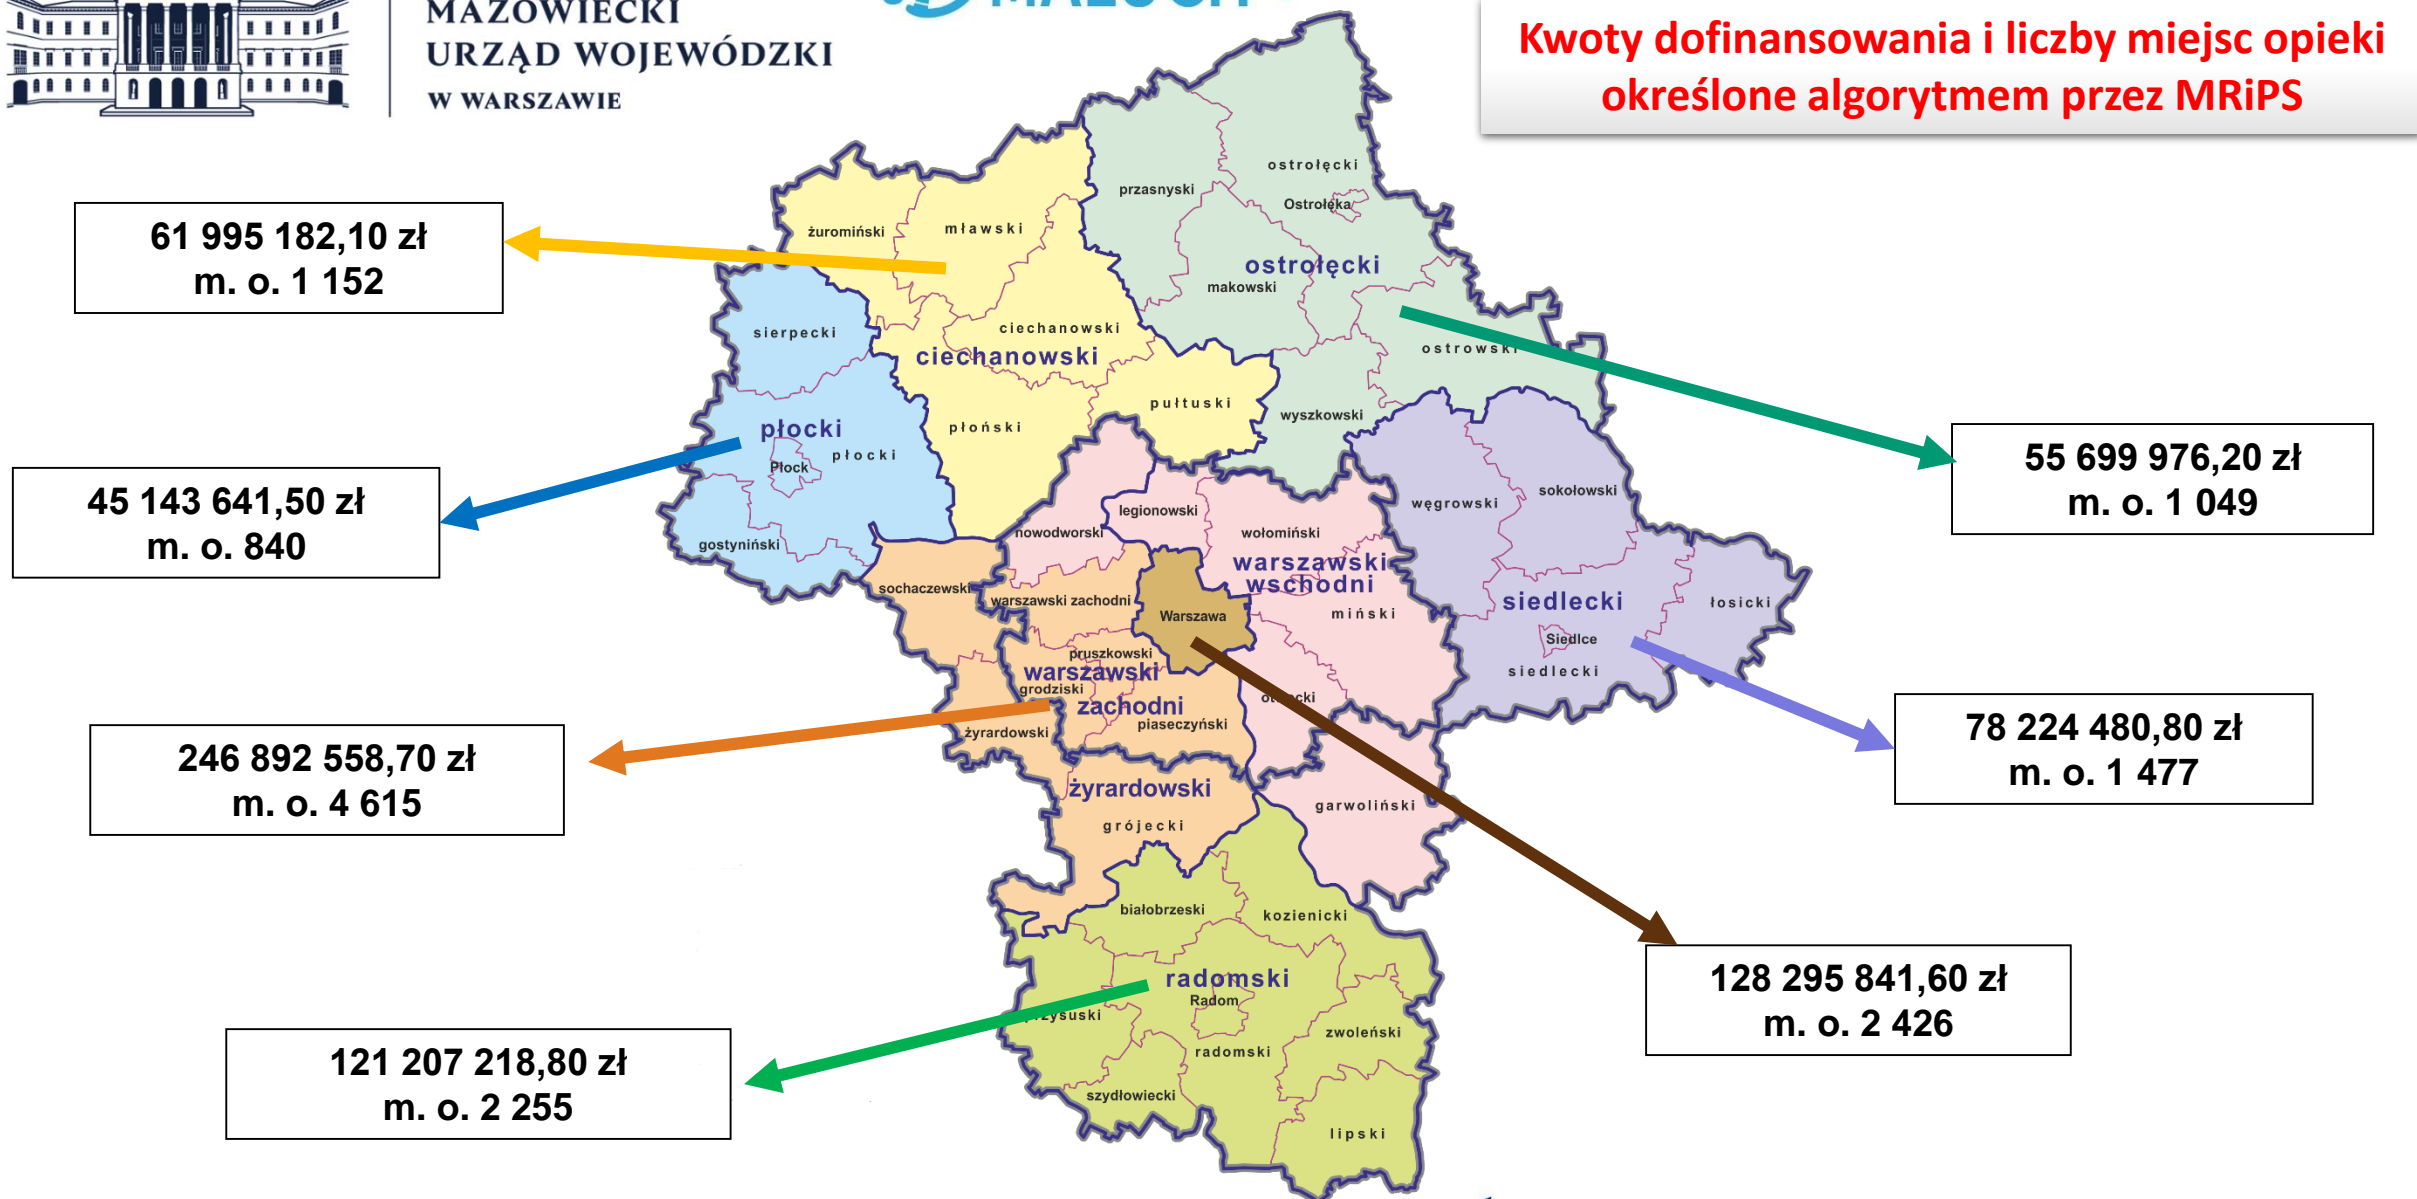 MAZOWIECKI
URZĄD WOJEWÓDZKI
W WARSZAWIE
Kwoty dofinansowania i liczby miejsc opieki
określone algorytmem przez MRiPS
61 995 182,10 zł
m. o. 1 152
45 143 641,50 zł
m. o. 840
246 892 558,70 zł
m. o. 4 615
121 207 218,80 zł
m. o. 2 255
55 699 976,20 zł
m. o. 1 049
78 224 480,80 zł
m. o. 1 477
128 295 841,60 zł
m. o. 2 426
żuromiński
mławski
ciechanowski
ciechanowski
płoński
pułtuski
przasnyski
ostrołęcki
Ostrołęka
ostrołęcki
makowski
ostrowski
wyszkowski
sierpecki
płocki
płocki
Płock
gostyniński
nowodworski
legionowski
wołomiński
warszawski
wschodni
miński
garwoliński
węgrowski
sokołowski
siedlecki
łosicki
Siedlce
siedlecki
sochaczewski
warszawski zachodni
Warszawa
pruszkowski
warszawski
grodziski
zachodni
piaseczyński
żyrardowski
żyrardowski
grójecki
białobrzeski
kozienicki
radomski
Radom
radomski
zwoleński
szydłowiecki
lipski